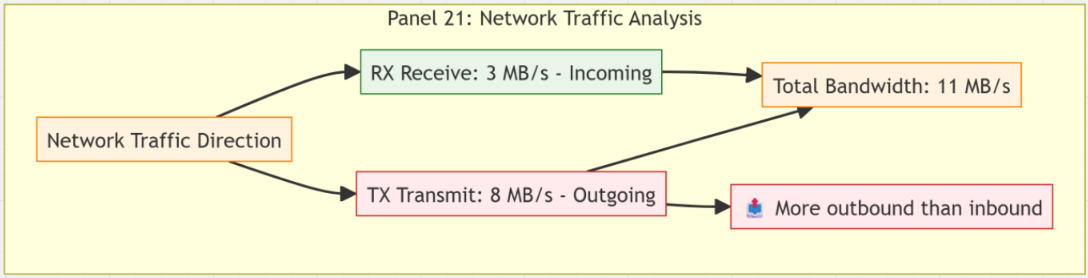 Panel 21: Network Traffic Analysis
RX Receive: 3 MB/s - Incoming
Total Bandwidth: 11 MB/s
Network Traffic Direction
TX Transmit: 8 MB/s - Outgoing
📤 More outbound than inbound